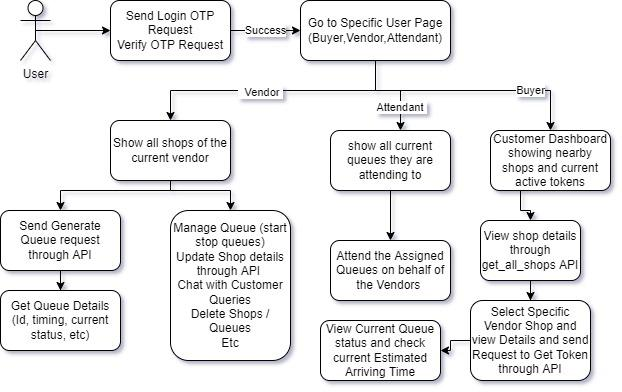 Send Login OTP
Request
Verify OTP Request
Success
Go to Specific User Page
(Buyer,Vendor,Attendant)
User
Vendor
Attendant
Buyer
Show all shops of the
current vendor
show all current
queues they are
attending to
Customer Dashboard
showing nearby
shops and current
active tokens
Send Generate
Queue request
through API
Manage Queue (start
stop queues)
Update Shop details
through API
Chat with Customer
Queries
Delete Shops /
Queues
Etc
Attend the Assigned
Queues on behalf of
the Vendors
View shop details
through
get_all_shops API
Get Queue Details
(Id, timing, current
status, etc)
View Current Queue
status and check
current Estimated
Arriving Time
Select Specific
Vendor Shop and
view Details and send
Request to Get Token
through API